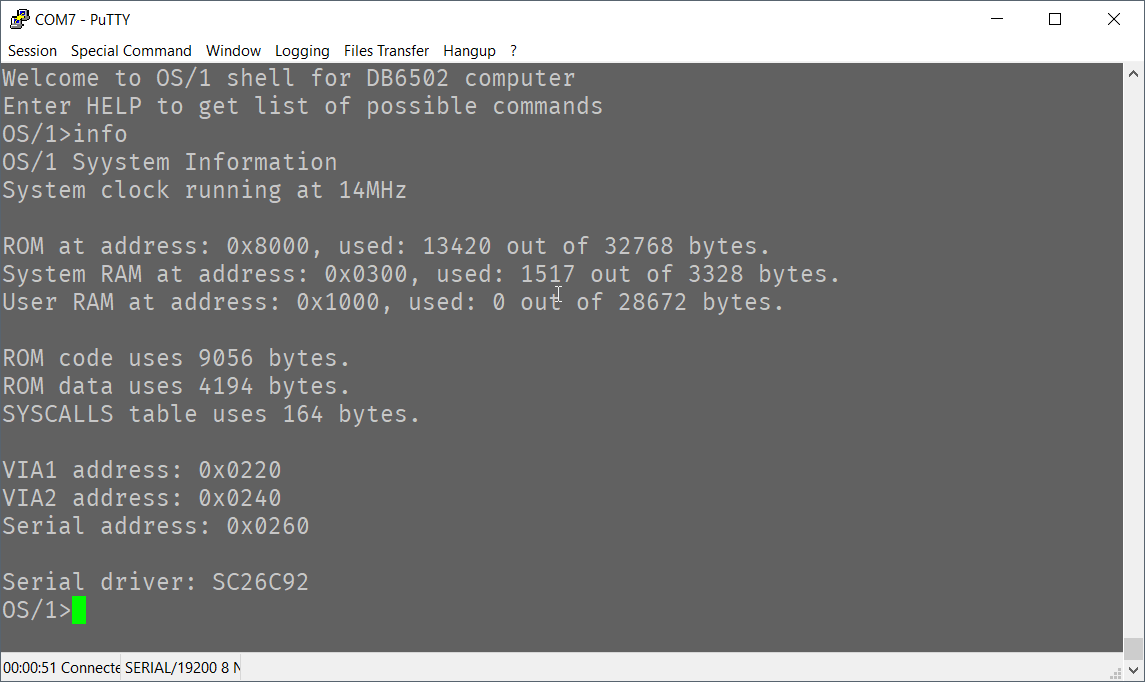 COM7 - PuTTY
Session Special Command Window Logging Files Transfer Hangup ?
Welcome to OS/1 shell for DB6502 computer
Enter HELP to get list of possible commands
OS/1>info
OS/1 Syystem Information
System clock running at 14MHz
ROM at address: 0x8000, used: 13420 out of 32768 bytes.
System RAM at address: 0x0300, used: 1517 out of 3328 bytes.
User RAM at address: 0x1000, used: 0 out of 28672 bytes.
ROM code uses 9056 bytes.
ROM data uses 4194 bytes.
SYSCALLS table uses 164 bytes.
VIA1 address: 0x0220
VIA2 address: 0x0240
Serial address: 0x0260
Serial driver: SC26C92
OS/1>
00:00:51 Connecte SERIAL/19200 8 N